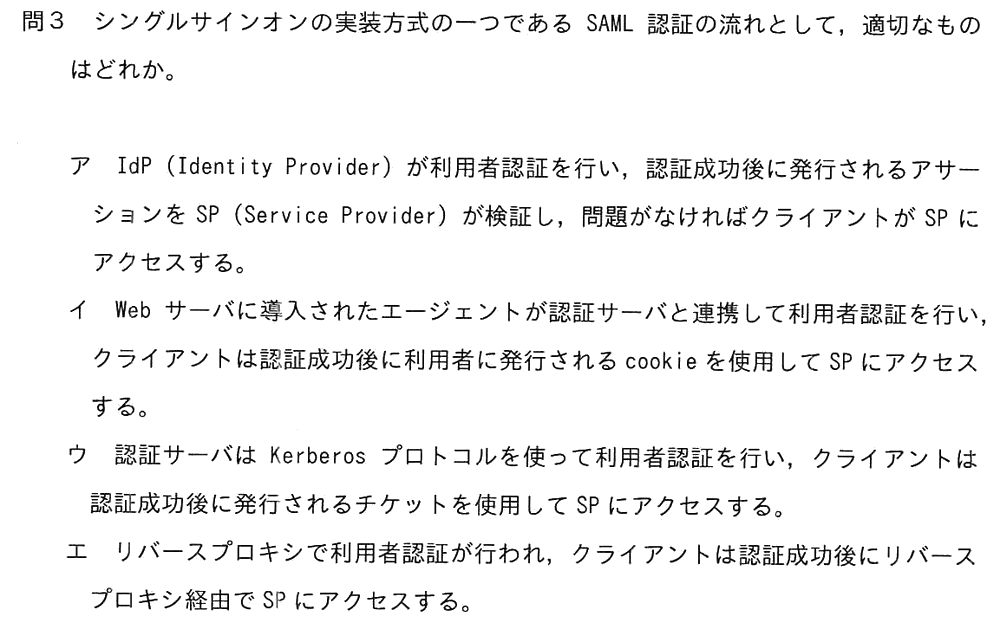 問3 シングルサインオンの実装方式の一つである SAML 認証の流れとして，適切なもの
はどれか。
ア IdP (Identity Provider) が利用者認証を行い，認証成功後に発行されるアサー
ションを SP (Service Provider) が検証し，問題がなければクライアントが SP に
アクセスする。
イ Web サーバに導入されたエージェントが認証サーバと連携して利用者認証を行い，
クライアントは認証成功後に利用者に発行される cookie を使用して SP にアクセス
する。
ウ 認証サーバは Kerberos プロトコルを使って利用者認証を行い，クライアントは
認証成功後に発行されるチケットを使用して SP にアクセスする。
エ リバースプロキシで利用者認証が行われ，クライアントは認証成功後にリバース
プロキシ経由で SP にアクセスする。